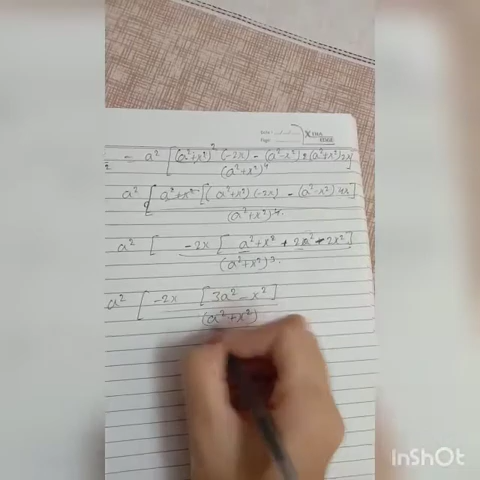 XTRA
= a² [(a²+x²)² (-2x) - (a²-x²) 2 (a²+x²) 2x]
(a²+x²)⁴
a² [ a²+x² [(a²+x²)(-2x) - (a²-x²) 4x]
(a²+x²)⁴.
a² [ -2x [ a²+x² + 2a² - 2x²]
(a²+x²)³.
a² [ -2x [3a² - x²]
(a²+x²)
InShOt